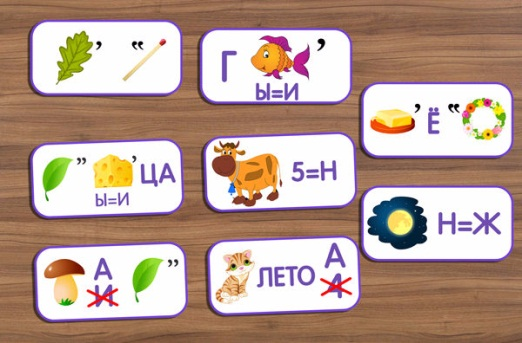 ’ “
Г ’
Ы=И
’ Ё “
” ’ ЦА
Ы=И
5=Н
Н=Ж
А
И ”
ЛЕТО А
4